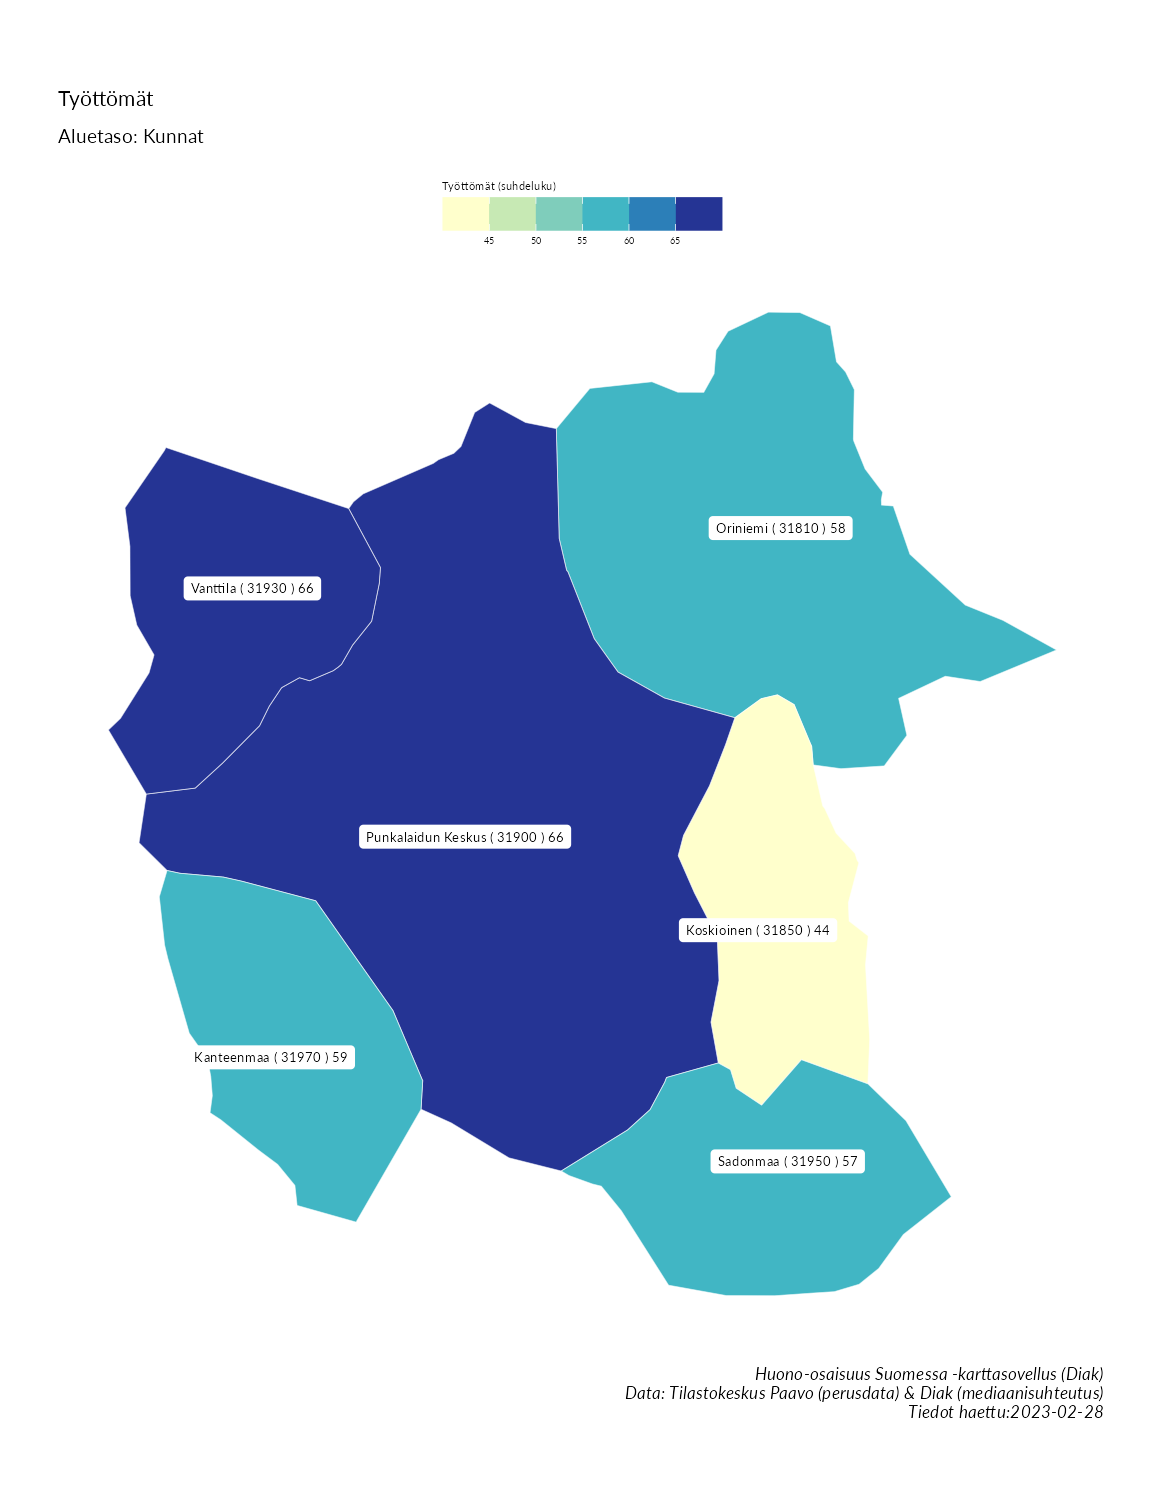 Työttömät
Aluetaso: Kunnat
Työttömät (suhdeluku)
45 50 55 60 65
Oriniemi ( 31810 ) 58
Vanttila ( 31930 ) 66
Punkalaidun Keskus ( 31900 ) 66
Koskioinen ( 31850 ) 44
Kanteenmaa ( 31970 ) 59
Sadonmaa ( 31950 ) 57
Huono-osaisuus Suomessa -karttasovellus (Diak)
Data: Tilastokeskus Paavo (perusdata) & Diak (mediaanisuhteutus)
Tiedot haettu:2023-02-28